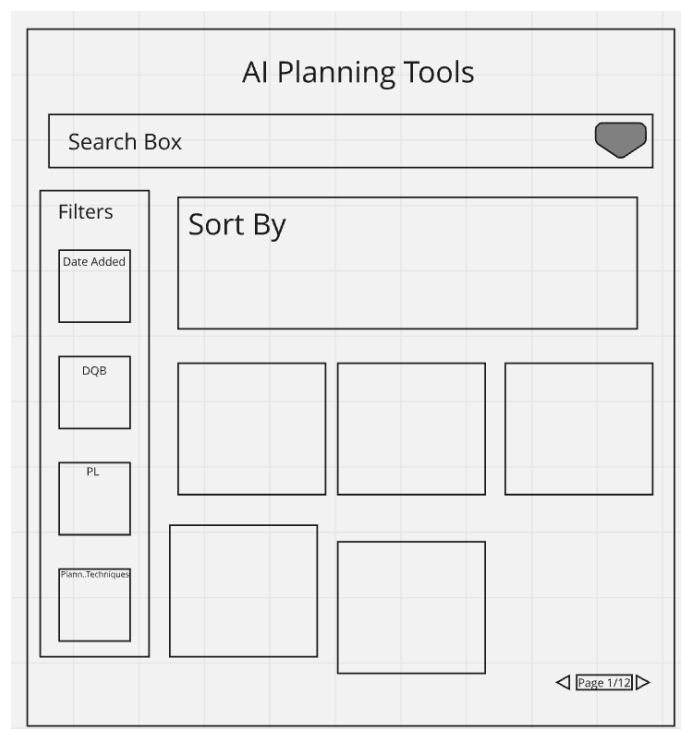 AI Planning Tools
Search Box
Filters
Sort By
Date Added
DQB
PL
Plann..Techniques
Page 1/12